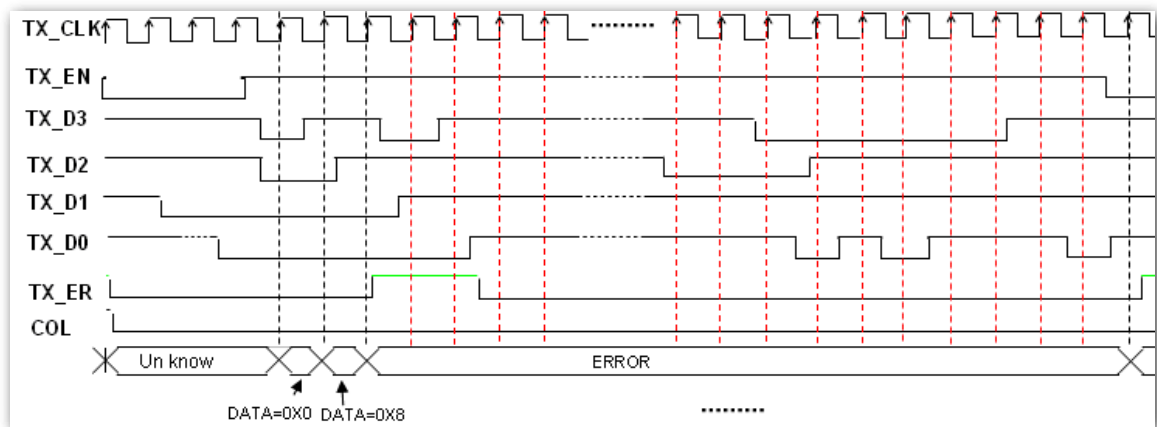 TX_CLK
TX_EN
TX_D3
TX_D2
TX_D1
TX_D0
TX_ER
COL
Un know
ERROR
DATA=0X0
DATA=0X8